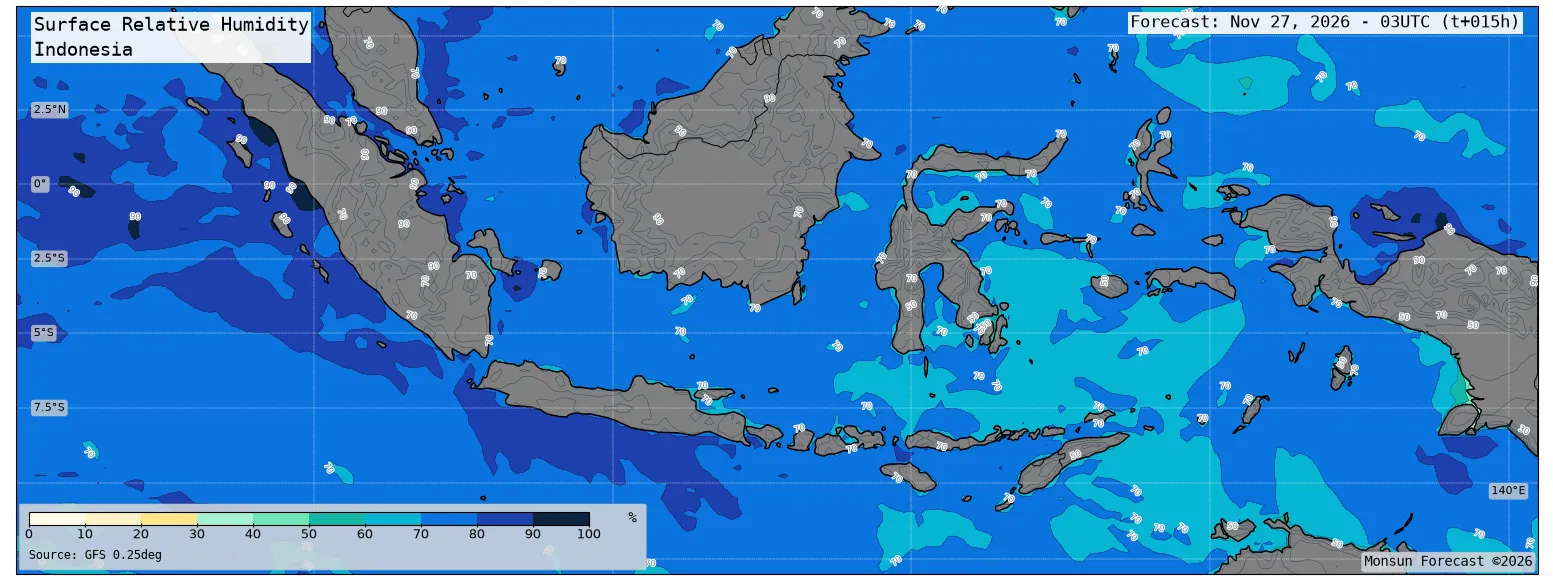 Surface Relative Humidity
Indonesia
Forecast: Nov 27, 2026 - 03UTC (t+015h)
2.5°N
0°
2.5°S
5°S
7.5°S
140°E
0 10 20 30 40 50 60 70 80 90 100
%
Source: GFS 0.25deg
Monsun Forecast ©2026